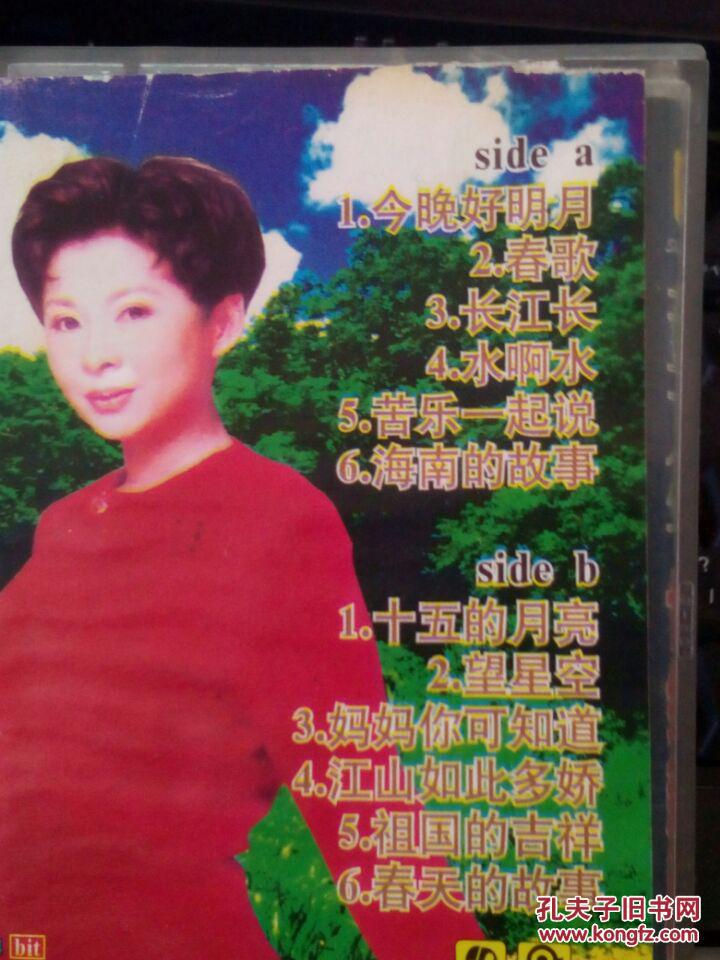 side a
1.今晚好明月
2.春歌
3.长江长
4.水啊水
5.苦乐一起说
6.海南的故事
side b
1.十五的月亮
2.望星空
3.妈妈你可知道
4.江山如此多娇
5.祖国的吉祥
6.春天的故事
bit
孔夫子旧书网
www.kongfz.com